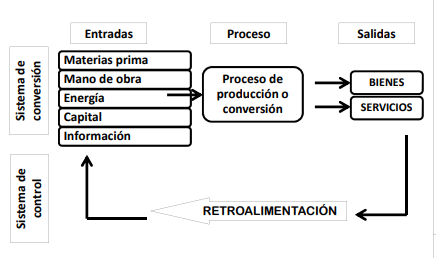 Entradas
Proceso
Salidas
Sistema de
conversión
Materias prima
Mano de obra
Energía
Capital
Información
Proceso de
producción o
conversión
BIENES
SERVICIOS
Sistema de
control
RETROALIMENTACIÓN